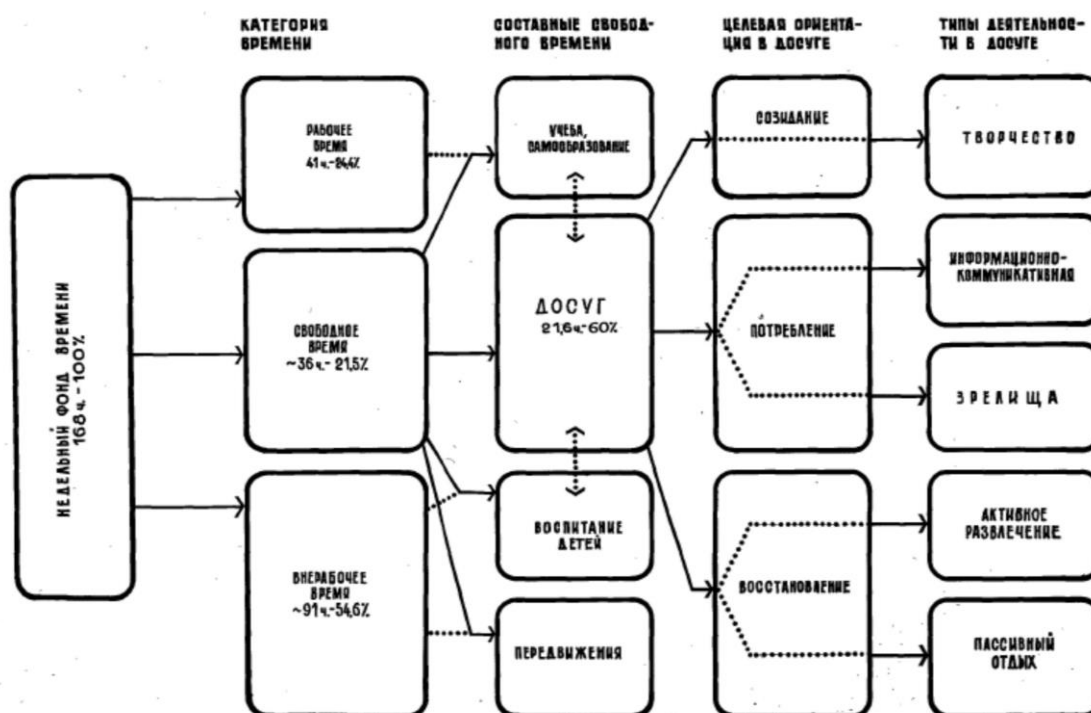 КАТЕГОРИЯ
ВРЕМЕНИ
СОСТАВНЫЕ СВОБОД-
НОГО ВРЕМЕНИ
ЦЕЛЕВАЯ ОРИЕНТА-
ЦИЯ В ДОСУГЕ
ТИПЫ ДЕЯТЕЛЬНОС-
ТИ В ДОСУГЕ
НЕДЕЛЬНЫЙ ФОНД ВРЕМЕНИ
168 ч. - 100%
РАБОЧЕЕ
ВРЕМЯ
41 ч. - 24,4%
СВОБОДНОЕ
ВРЕМЯ
~36 ч. - 21,5%
ВНЕРАБОЧЕЕ
ВРЕМЯ
~91 ч. - 54,6%
УЧЕБА,
САМООБРАЗОВАНИЕ
ДОСУГ
21,6 ч. - 60%
ВОСПИТАНИЕ
ДЕТЕЙ
ПЕРЕДВИЖЕНИЯ
СОЗИДАНИЕ
ПОТРЕБЛЕНИЕ
ВОССТАНОВЛЕНИЕ
ТВОРЧЕСТВО
ИНФОРМАЦИОННО-
КОММУНИКАТИВНАЯ
ЗРЕЛИЩА
АКТИВНОЕ
РАЗВЛЕЧЕНИЕ
ПАССИВНЫЙ
ОТДЫХ